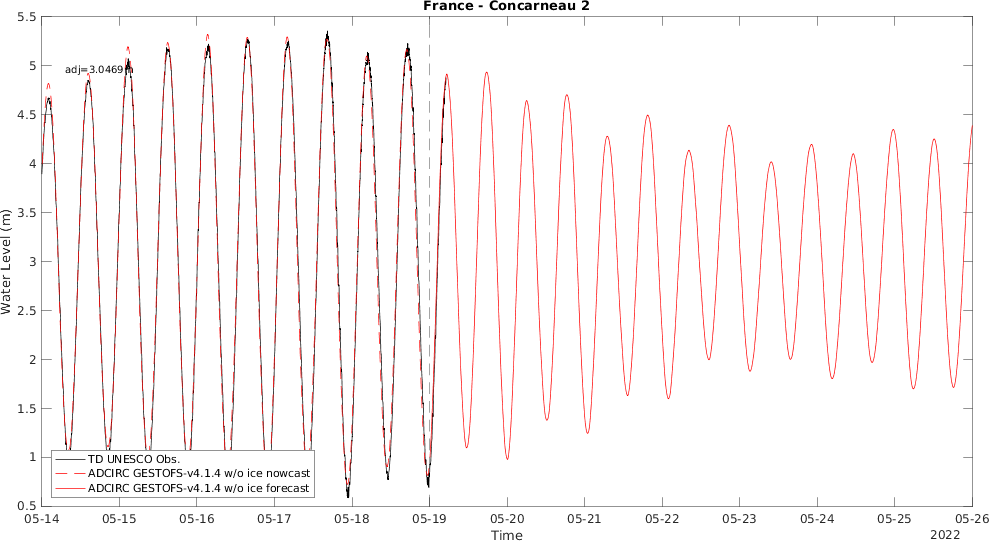 France - Concarneau 2
5.5
5
4.5
4
3.5
3
2.5
2
1.5
1
0.5
Water Level (m)
adj=3.0469
TD UNESCO Obs.
ADCIRC GESTOFS-v4.1.4 w/o ice nowcast
ADCIRC GESTOFS-v4.1.4 w/o ice forecast
05-14 05-15 05-16 05-17 05-18 05-19 05-20 05-21 05-22 05-23 05-24 05-25 05-26
Time
2022